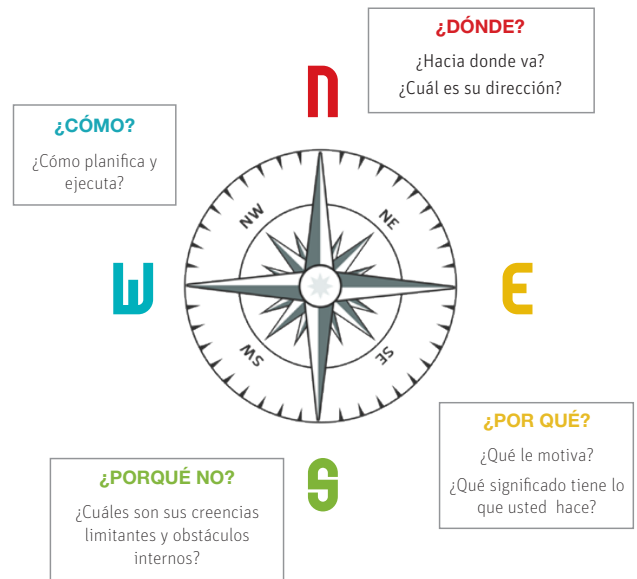 ¿DÓNDE?
¿Hacia donde va?
¿Cuál es su dirección?
N
¿CÓMO?
¿Cómo planifica y
ejecuta?
NW
NE
W
E
SW
SE
¿POR QUÉ?
¿Qué le motiva?
¿Qué significado tiene lo
que usted hace?
S
¿PORQUÉ NO?
¿Cuáles son sus creencias
limitantes y obstáculos
internos?